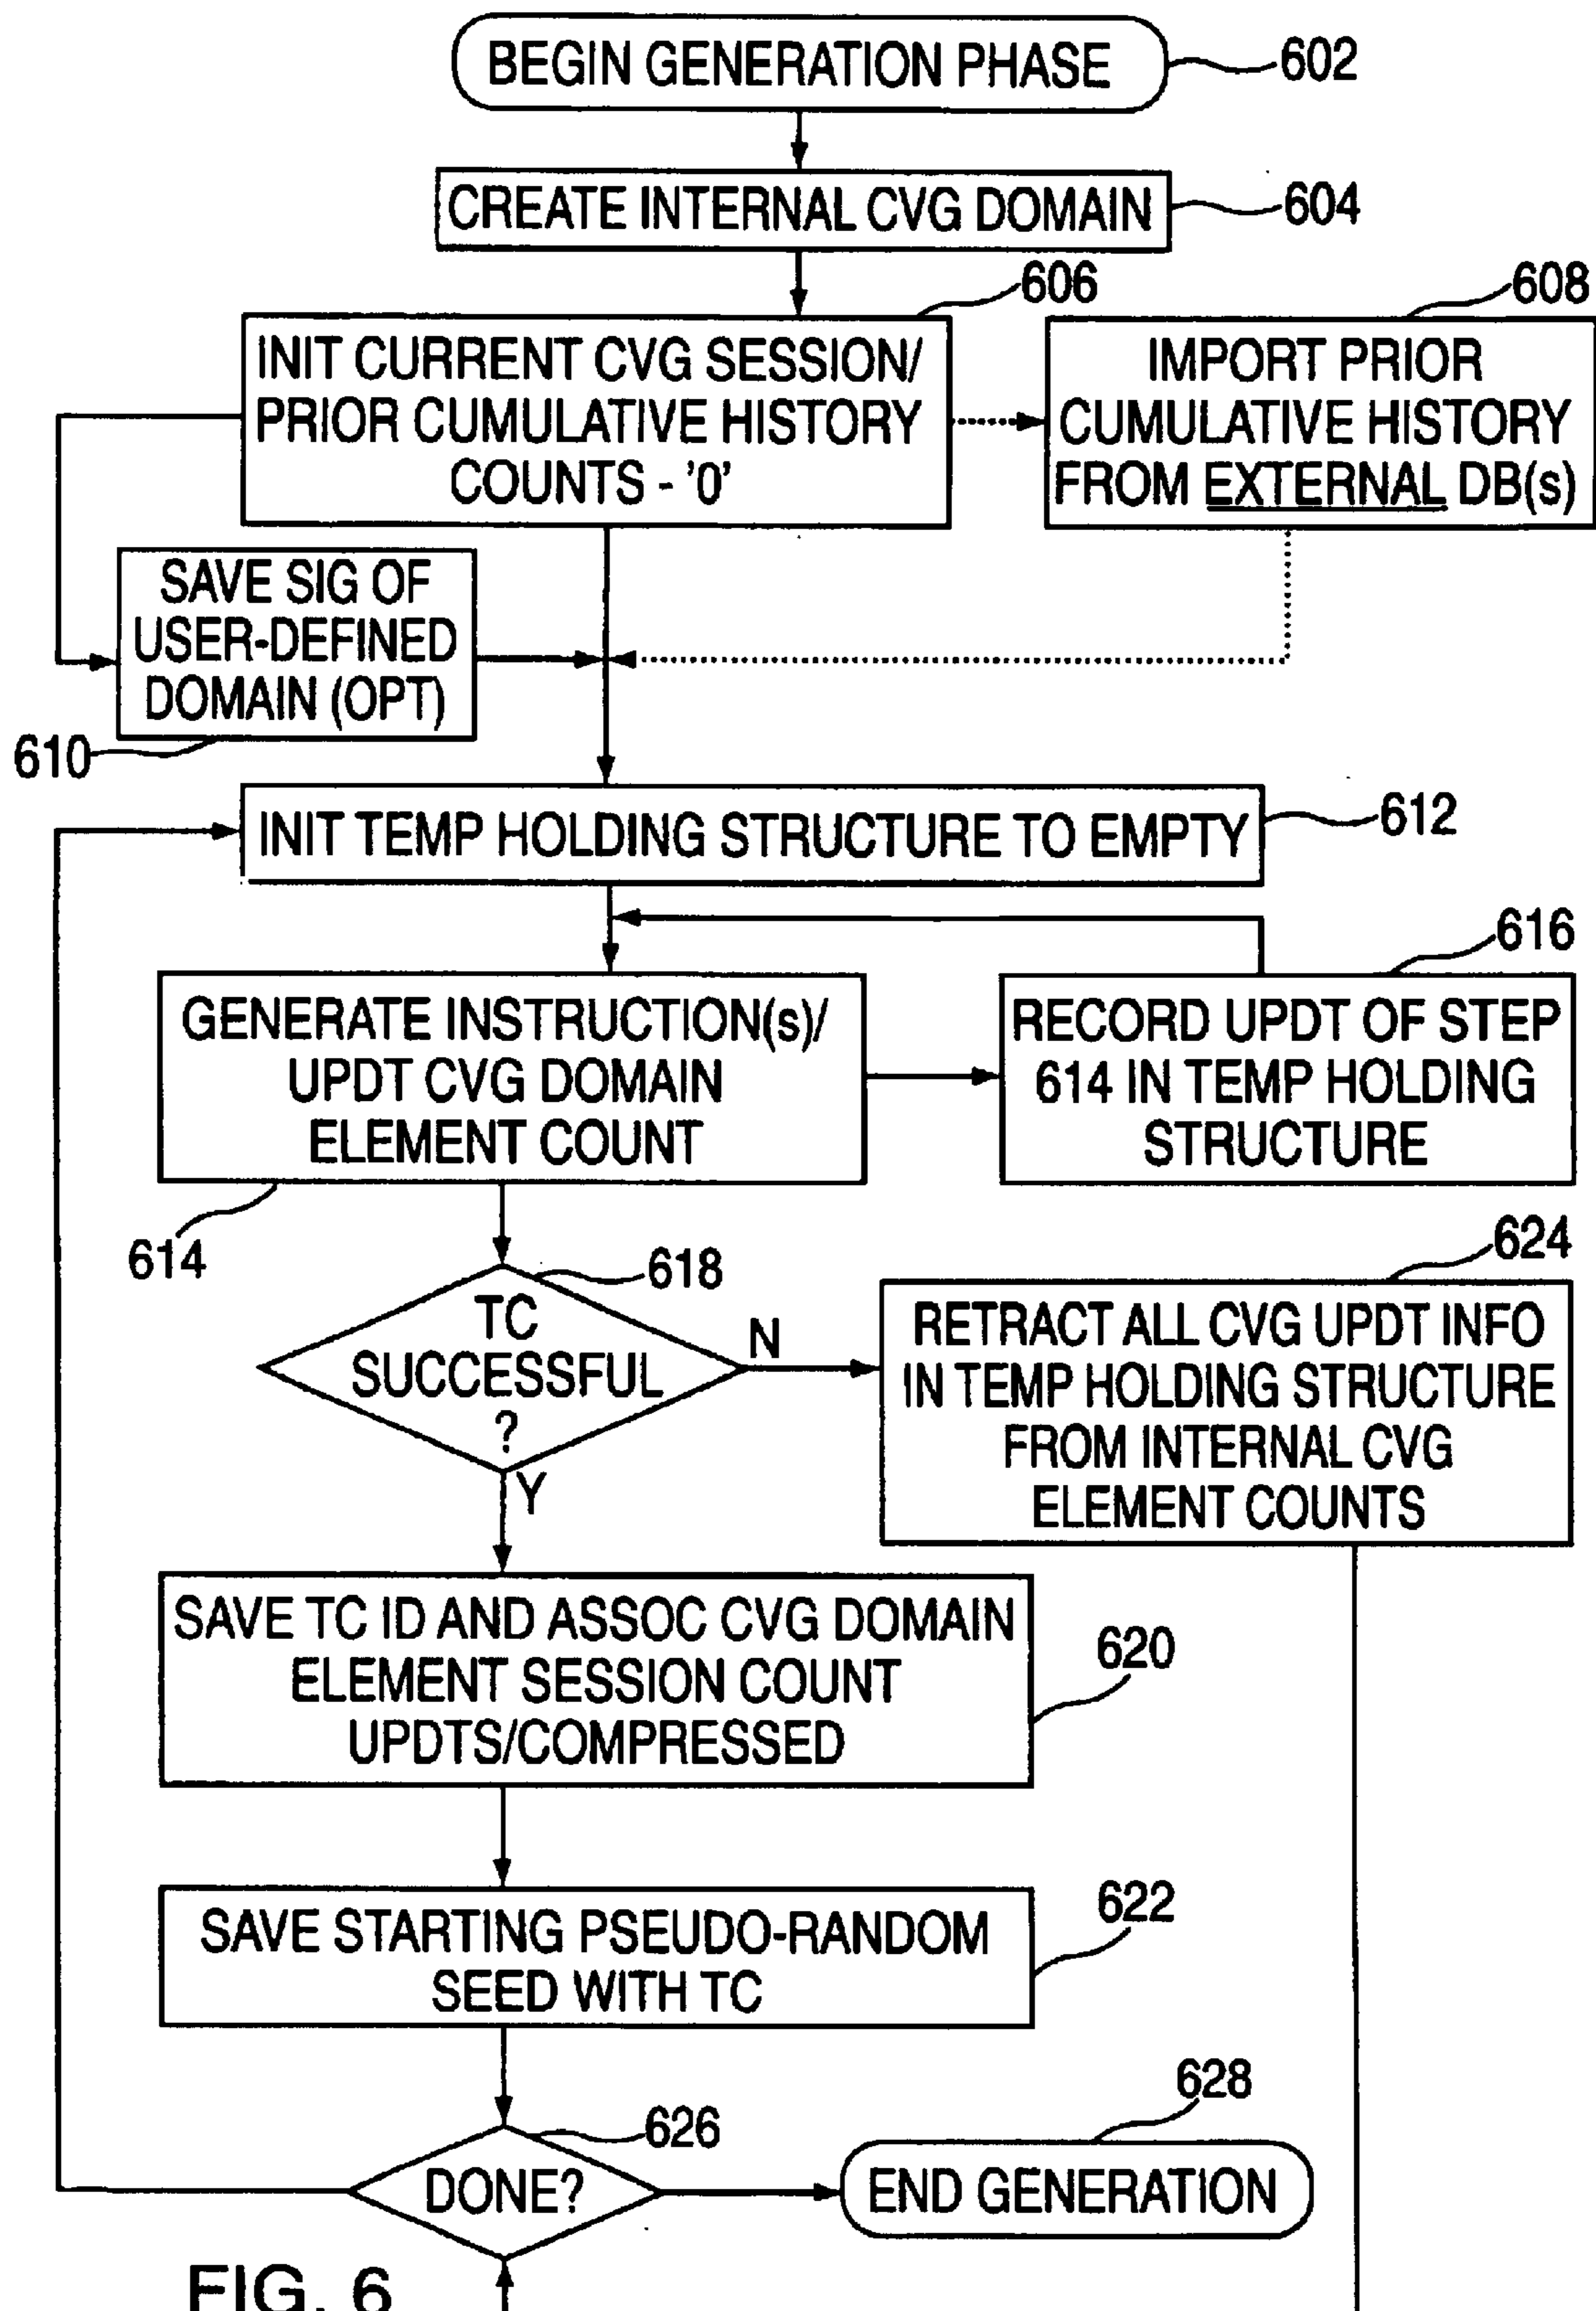 BEGIN GENERATION PHASE
602
CREATE INTERNAL CVG DOMAIN
604
606
608
INIT CURRENT CVG SESSION/
PRIOR CUMULATIVE HISTORY
COUNTS - '0'
IMPORT PRIOR
CUMULATIVE HISTORY
FROM EXTERNAL DB(s)
SAVE SIG OF
USER-DEFINED
DOMAIN (OPT)
610
INIT TEMP HOLDING STRUCTURE TO EMPTY
612
616
GENERATE INSTRUCTION(s)/
UPDT CVG DOMAIN
ELEMENT COUNT
RECORD UPDT OF STEP
614 IN TEMP HOLDING
STRUCTURE
614
618
624
TC
SUCCESSFUL
?
N
Y
RETRACT ALL CVG UPDT INFO
IN TEMP HOLDING STRUCTURE
FROM INTERNAL CVG
ELEMENT COUNTS
SAVE TC ID AND ASSOC CVG DOMAIN
ELEMENT SESSION COUNT
UPDTS/COMPRESSED
620
SAVE STARTING PSEUDO-RANDOM
SEED WITH TC
622
626
628
DONE?
END GENERATION
FIG. 6